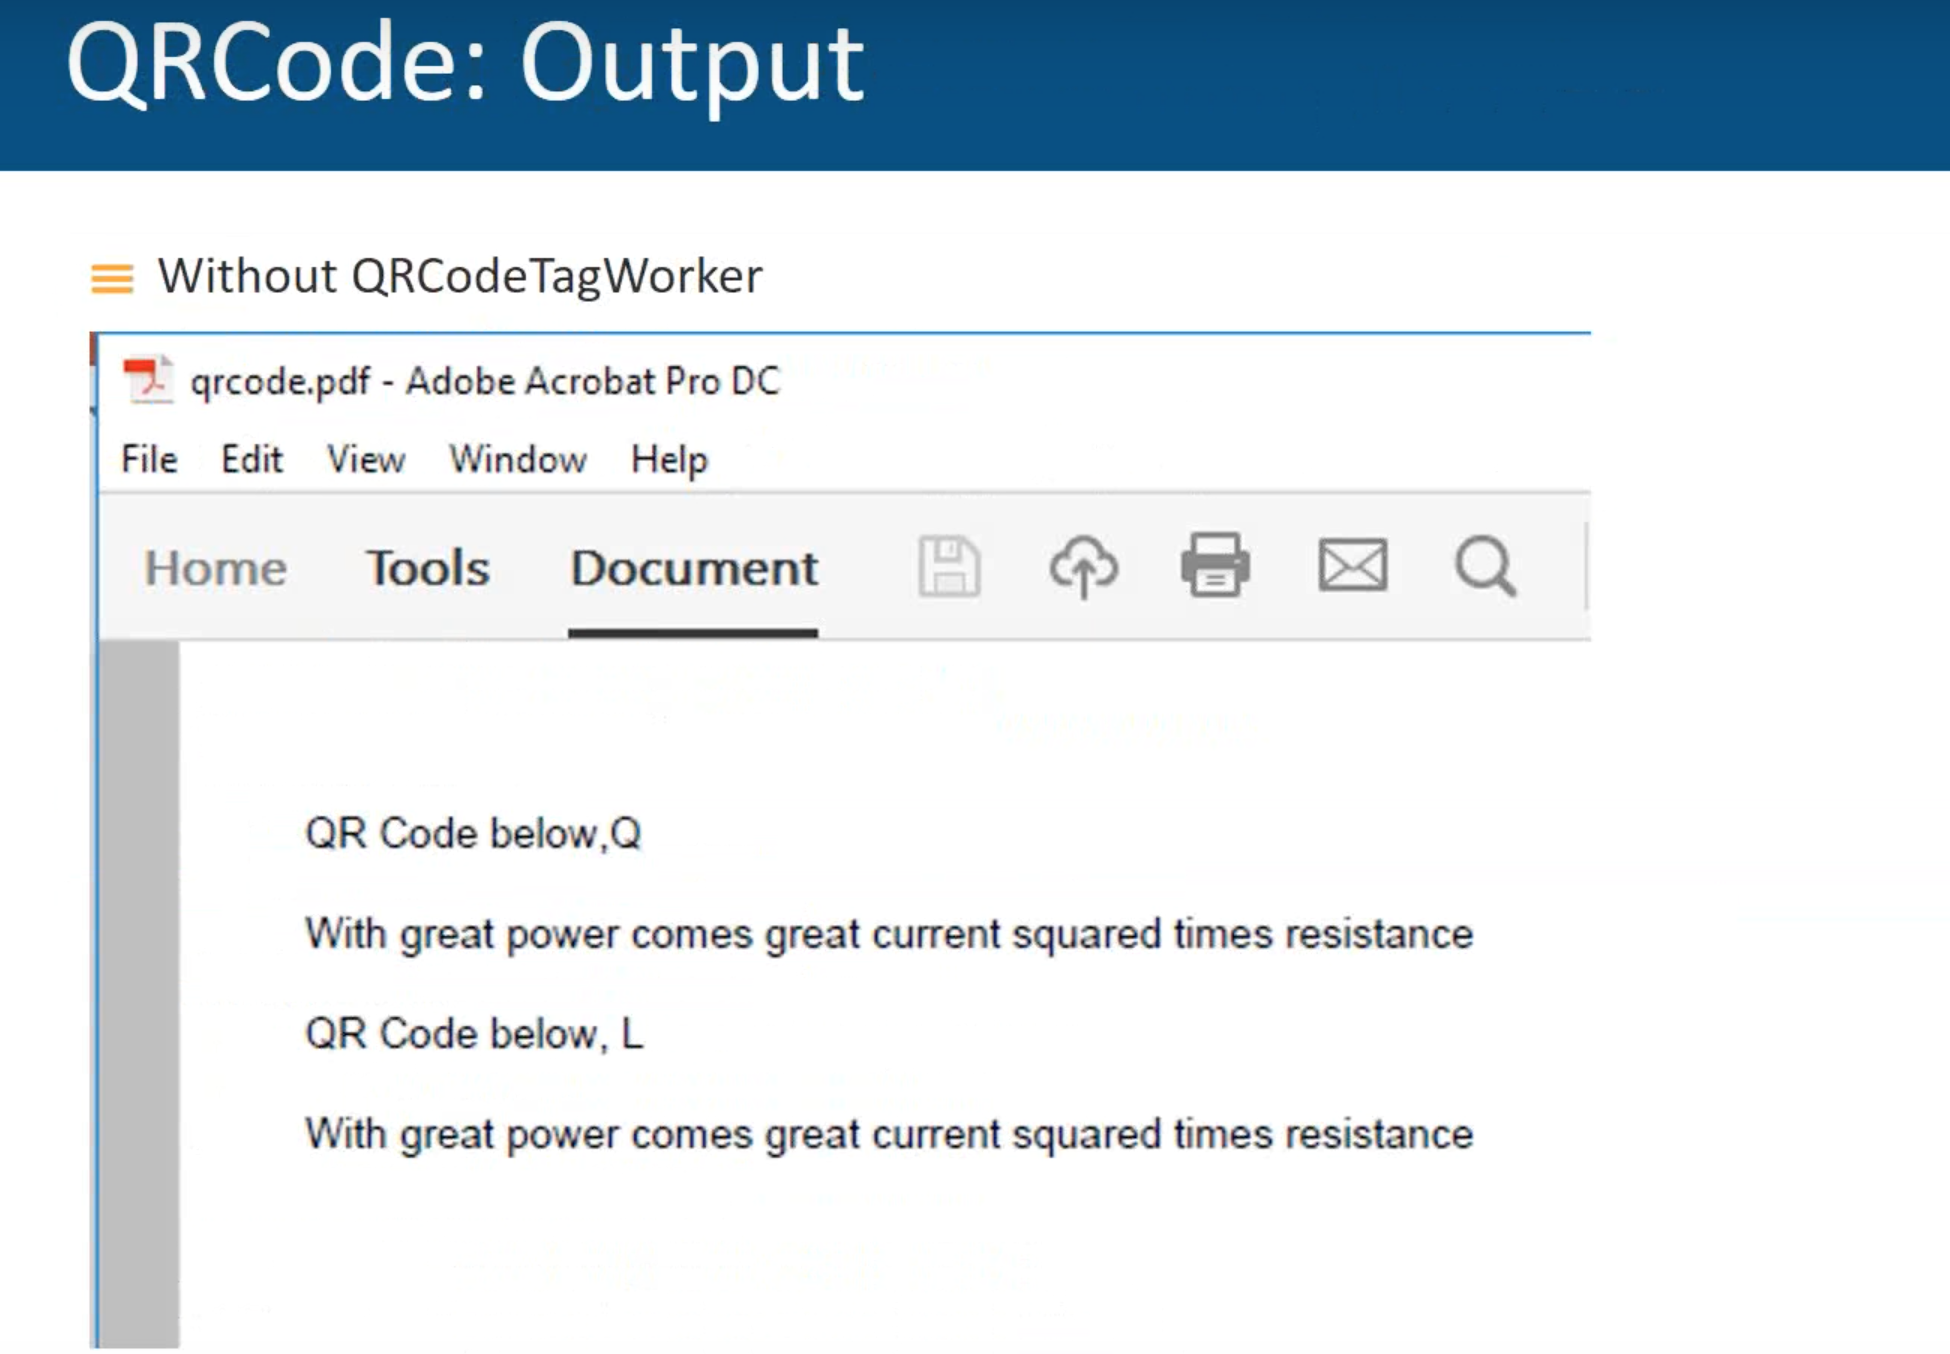 QRCode: Output
Without QRCodeTagWorker
qrcode.pdf - Adobe Acrobat Pro DC
File Edit View Window Help
Home Tools Document
QR Code below,Q
With great power comes great current squared times resistance
QR Code below, L
With great power comes great current squared times resistance